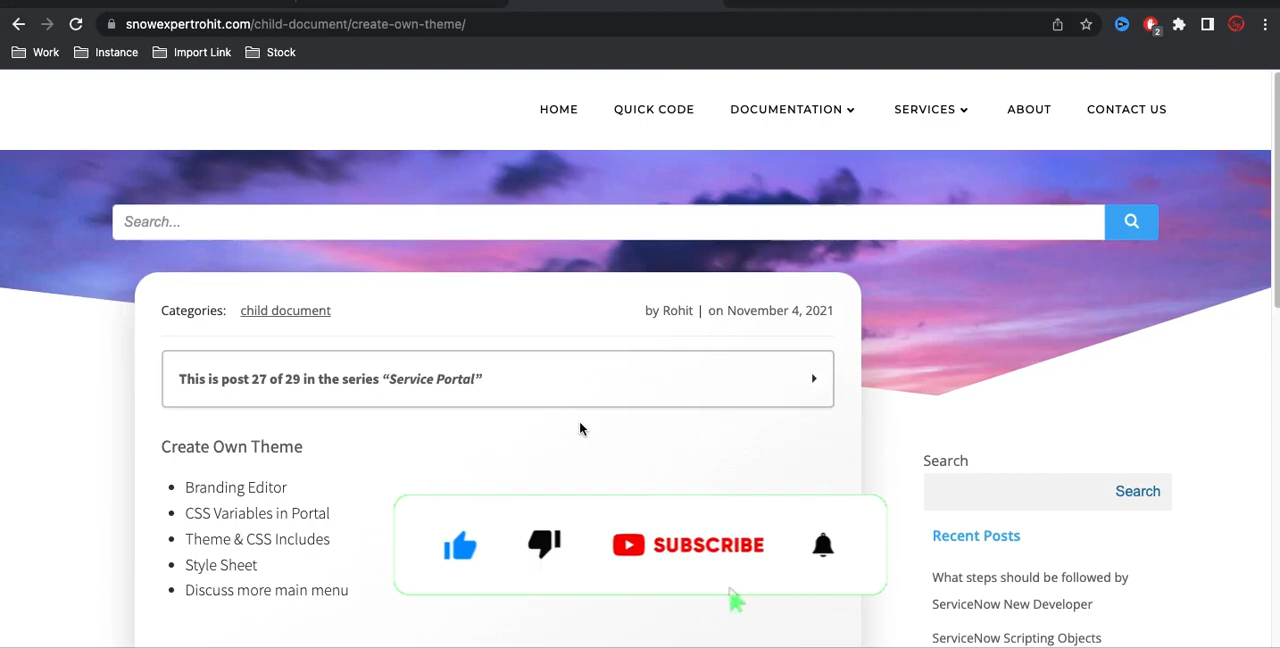 snowexpertrohit.com/child-document/create-own-theme/
2
Work Instance Import Link Stock
HOME QUICK CODE DOCUMENTATION SERVICES ABOUT CONTACT US
Search...
Categories: child document by Rohit | on November 4, 2021
This is post 27 of 29 in the series “Service Portal”
Create Own Theme
Search
Branding Editor
Search
CSS Variables in Portal
Recent Posts
Theme & CSS Includes
SUBSCRIBE
Style Sheet
What steps should be followed by
Discuss more main menu
ServiceNow New Developer
ServiceNow Scripting Objects